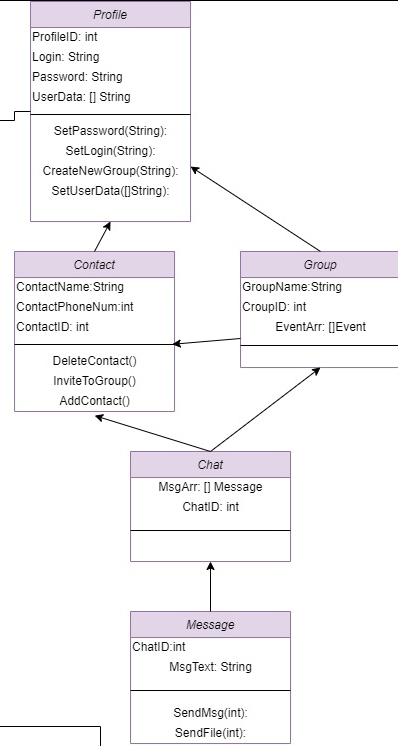 Profile
ProfileID: int
Login: String
Password: String
UserData: [] String
SetPassword(String):
SetLogin(String):
CreateNewGroup(String):
SetUserData([]String):
Contact
ContactName:String
ContactPhoneNum:int
ContactID: int
DeleteContact()
InviteToGroup()
AddContact()
Group
GroupName:String
CroupID: int
EventArr: []Event
Chat
MsgArr: [] Message
ChatID: int
Message
ChatID:int
MsgText: String
SendMsg(int):
SendFile(int):